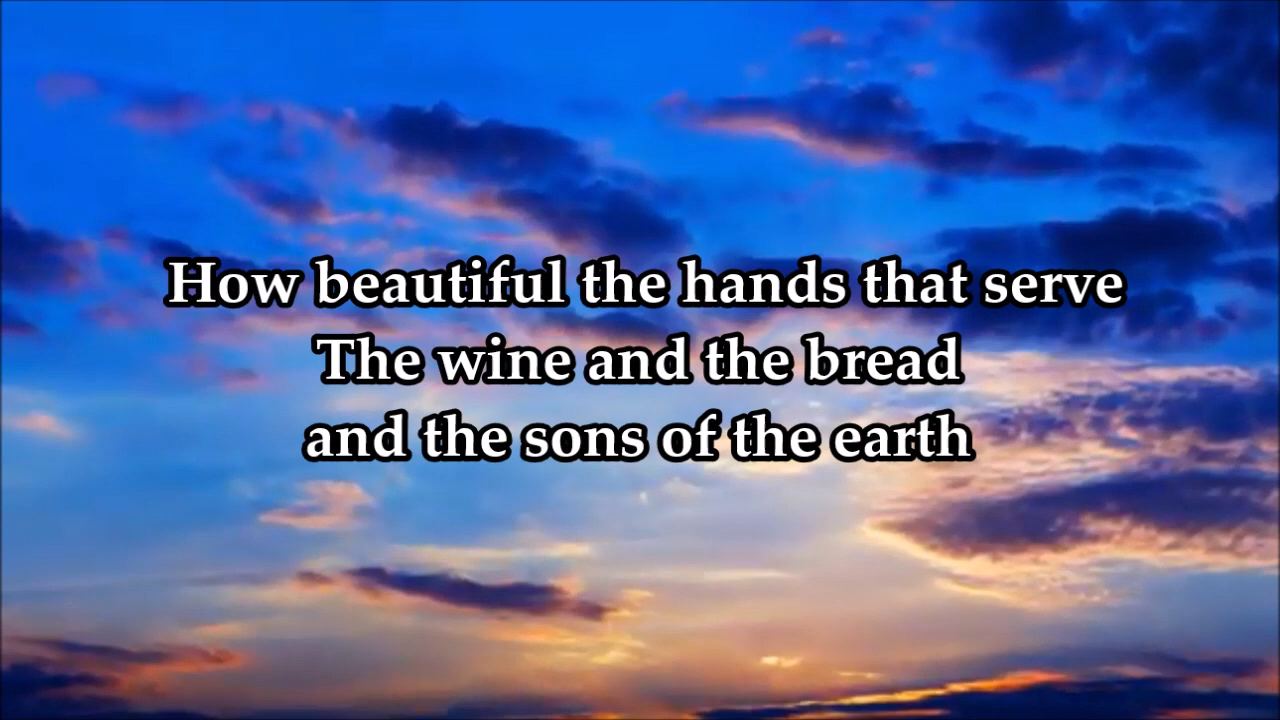 How beautiful the hands that serve
The wine and the bread
and the sons of the earth